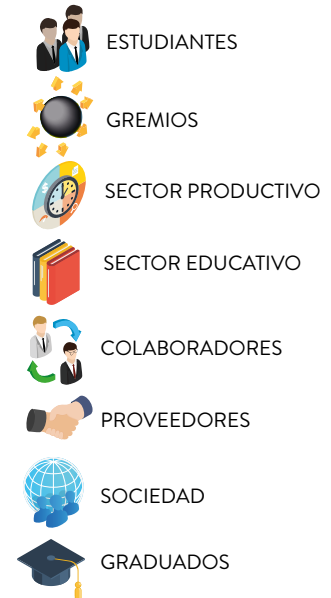 ESTUDIANTES
GREMIOS
SECTOR PRODUCTIVO
SECTOR EDUCATIVO
COLABORADORES
PROVEEDORES
SOCIEDAD
GRADUADOS